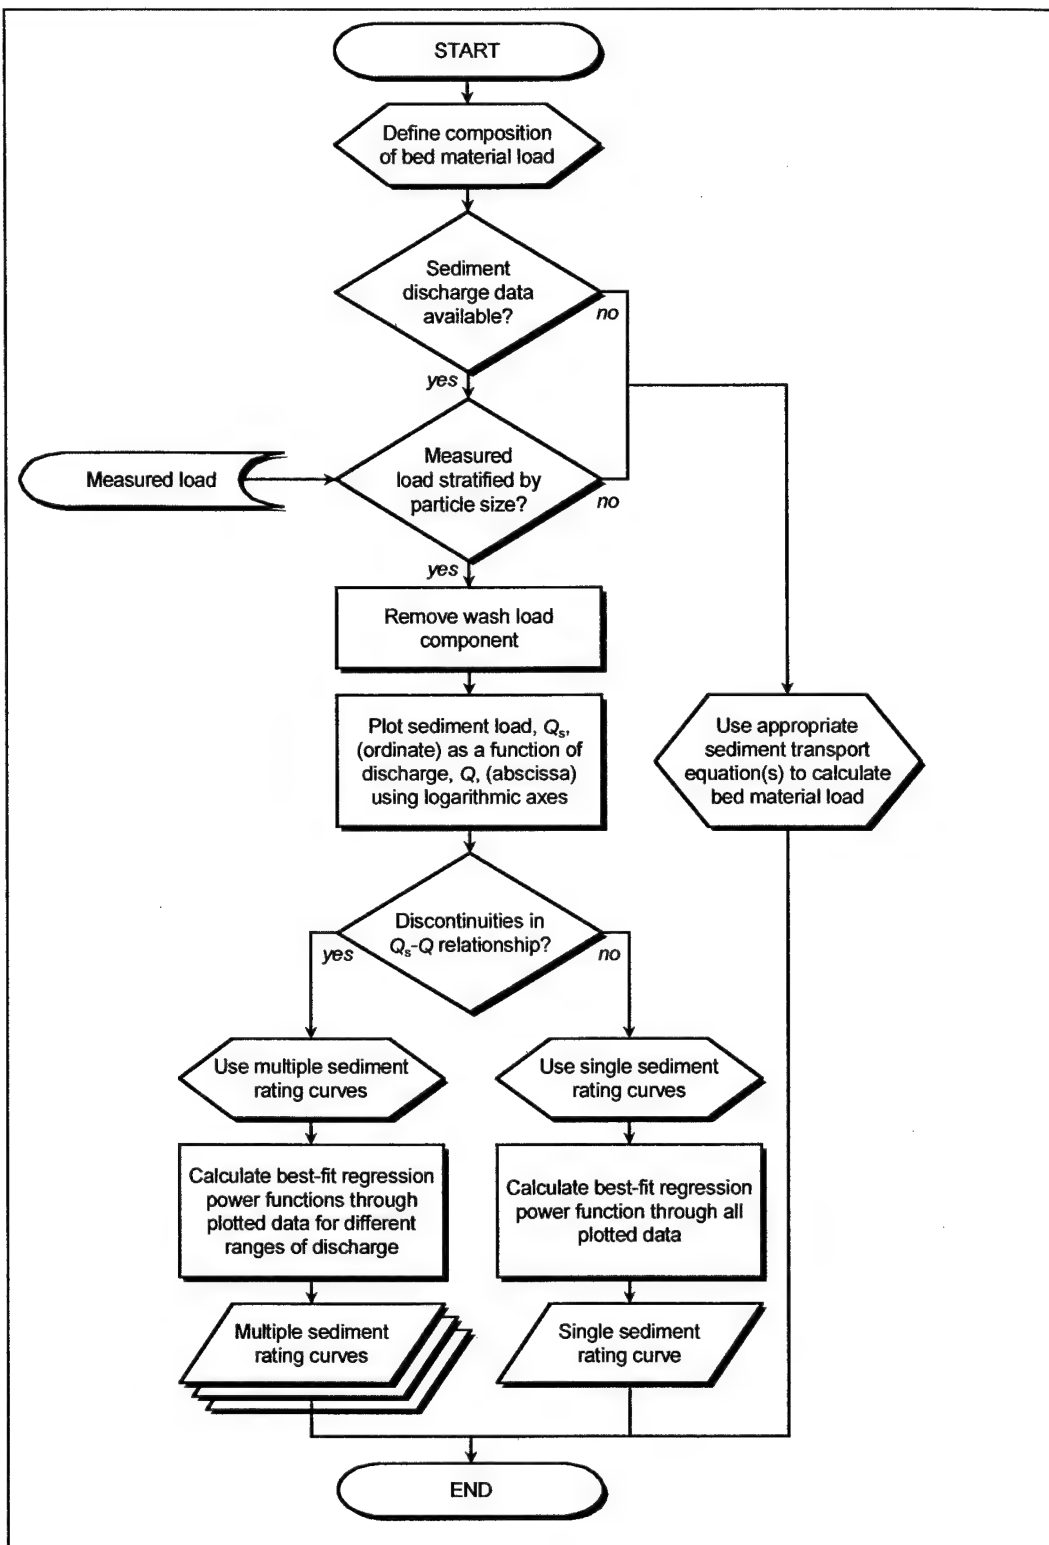 START
Define composition
of bed material load
Sediment
discharge data
available?
no
yes
Measured load
Measured
load stratified by
particle size?
no
yes
Remove wash load
component
Plot sediment load, Qs,
(ordinate) as a function of
discharge, Q, (abscissa)
using logarithmic axes
Use appropriate
sediment transport
equation(s) to calculate
bed material load
Discontinuities in
Qs-Q relationship?
yes
no
Use multiple sediment
rating curves
Use single sediment
rating curves
Calculate best-fit regression
power functions through
plotted data for different
ranges of discharge
Calculate best-fit regression
power function through all
plotted data
Multiple sediment
rating curves
Single sediment
rating curve
END